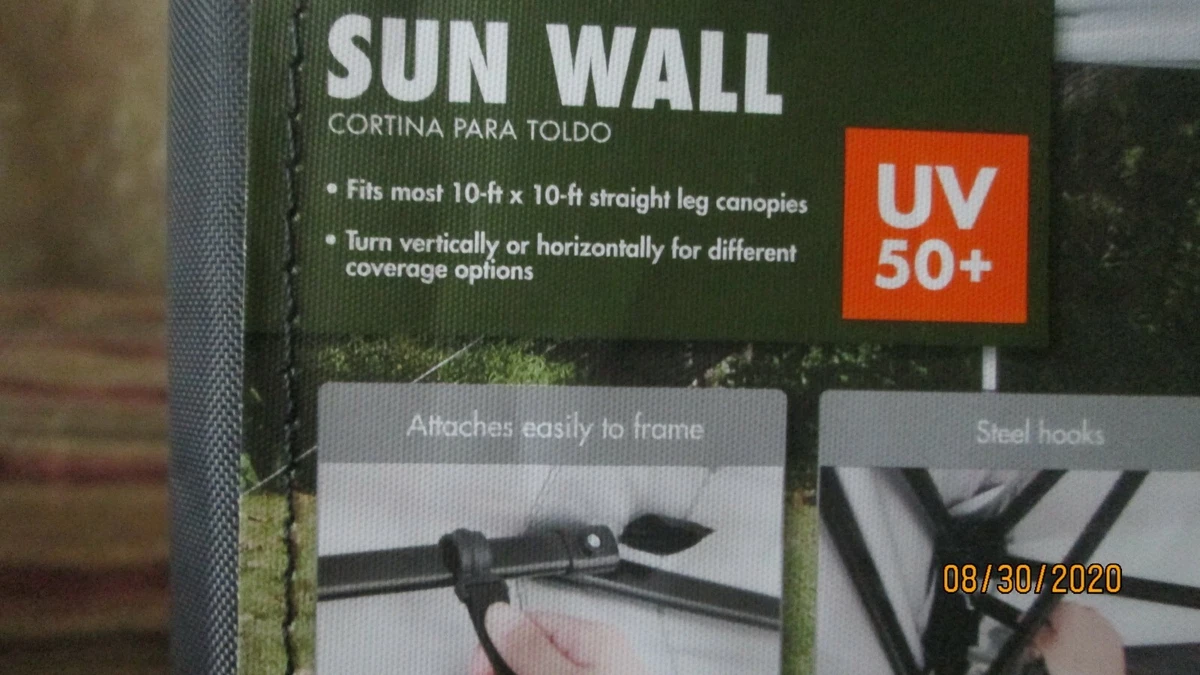 SUN WALL
CORTINA PARA TOLDO
• Fits most 10-ft x 10-ft straight leg canopies
• Turn vertically or horizontally for different
coverage options
UV
50+
Attaches easily to frame
Steel hooks
08/30/2020